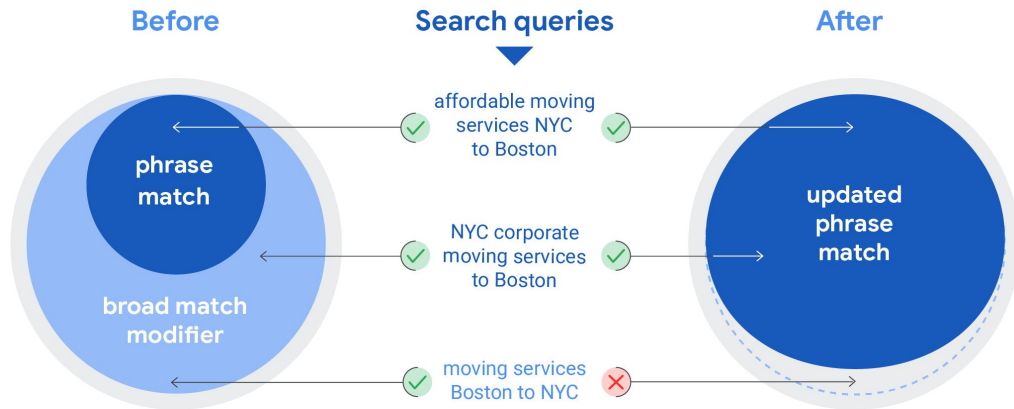 Before
Search queries
After
affordable moving
services NYC
to Boston
phrase
match
updated
phrase
match
NYC corporate
moving services
to Boston
broad match
modifier
moving services
Boston to NYC